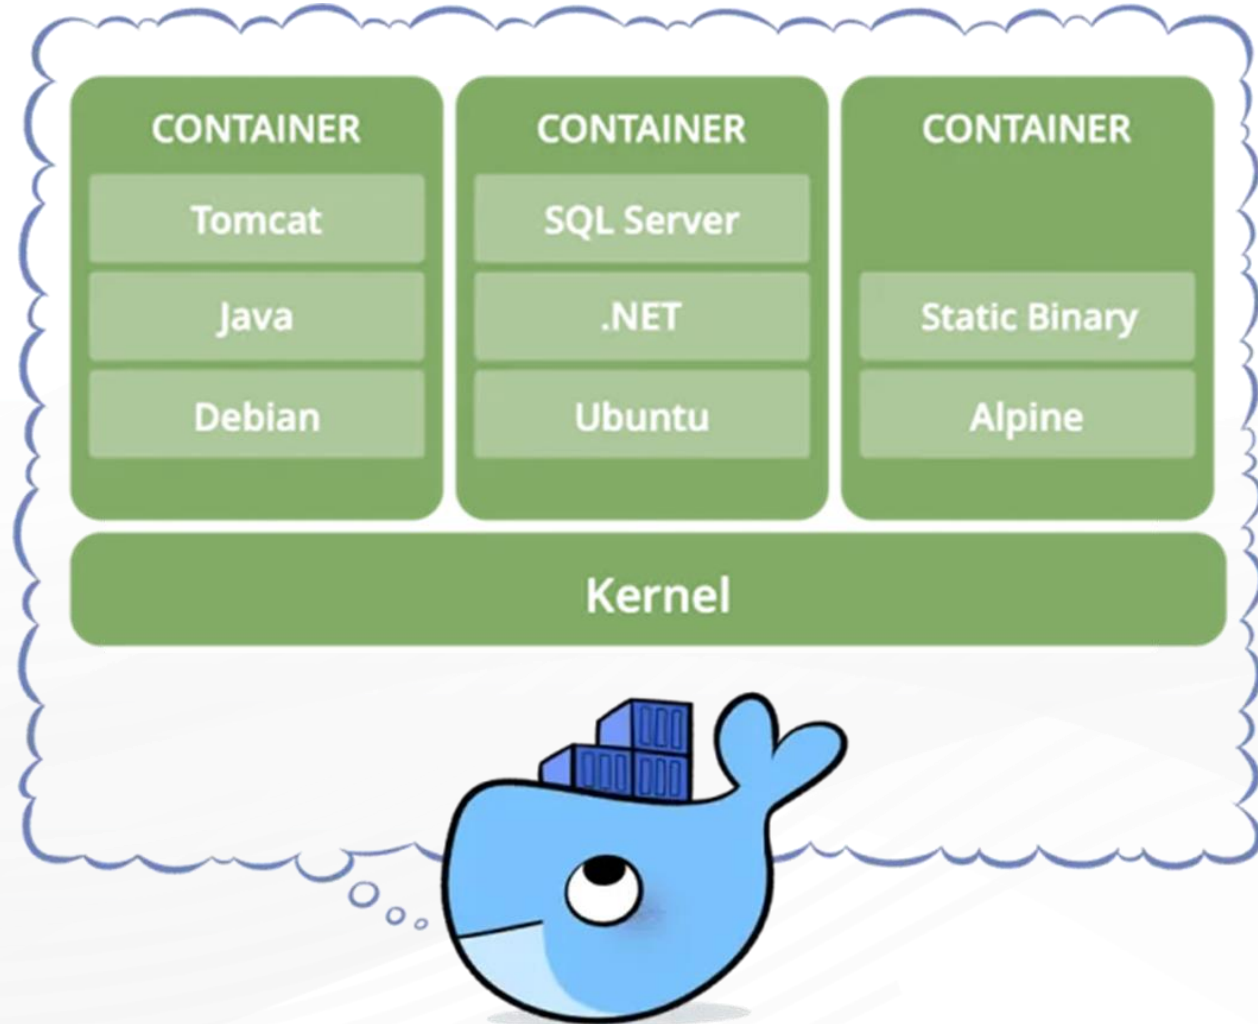 CONTAINER
Tomcat
Java
Debian
CONTAINER
SQL Server
.NET
Ubuntu
CONTAINER
Static Binary
Alpine
Kernel